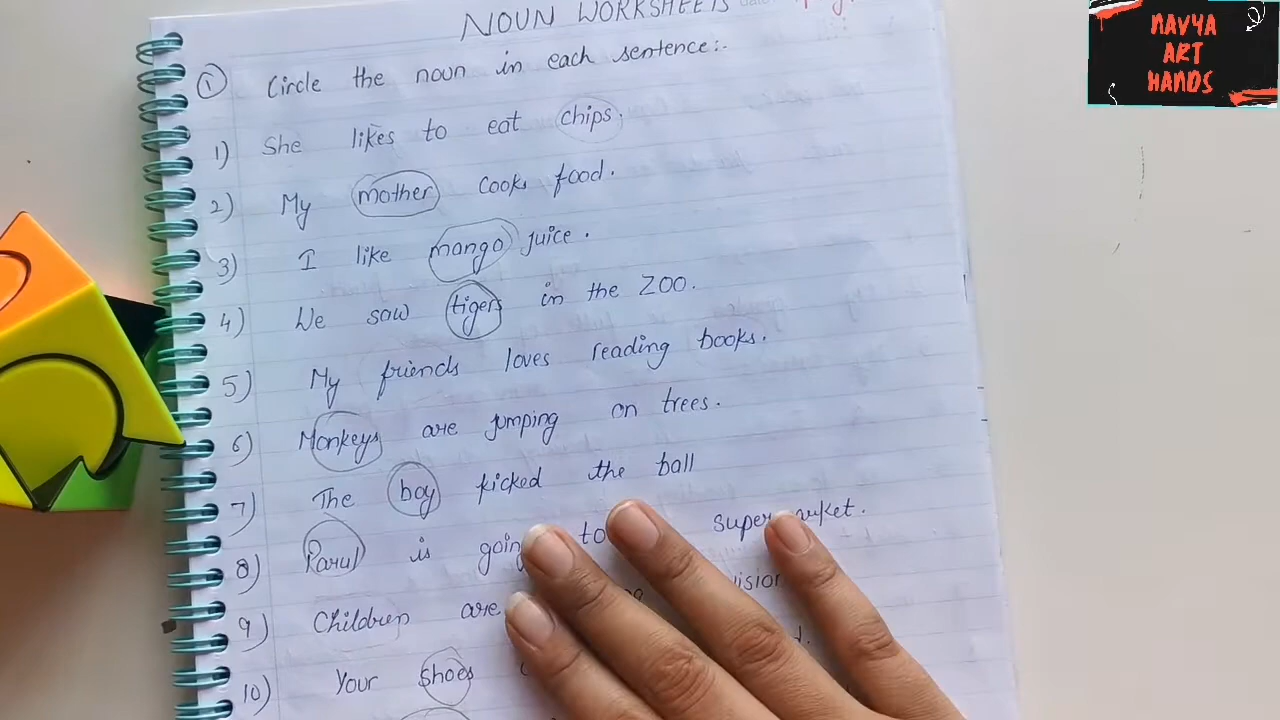 NOUN WORKSHEETS
① Circle the noun in each sentence:-
1) She likes to eat chips.
2) My mother cooks food.
3) I like mango juice.
4) We saw tigers in the ZOO.
5) My friends loves reading books.
6) Monkeys are jumping on trees.
7) The boy kicked the ball
8) Parul is going to
9) Children are
10) Your shoes
NAVYA
ART
HANDS